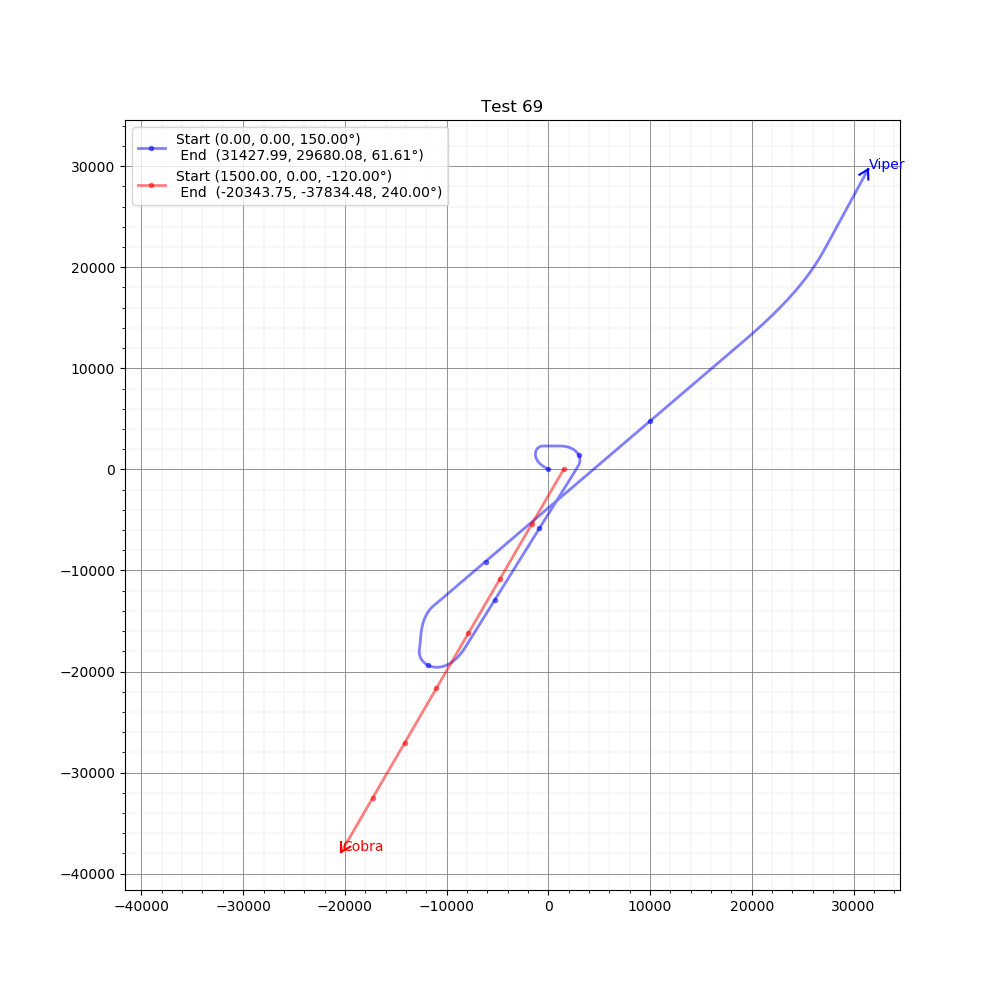 Test 69
Start (0.00, 0.00, 150.00°)
End  (31427.99, 29680.08, 61.61°)
Start (1500.00, 0.00, -120.00°)
End  (-20343.75, -37834.48, 240.00°)
Viper
30000
20000
10000
0
−10000
−20000
−30000
Cobra
−40000
−40000 −30000 −20000 −10000 0 10000 20000 30000